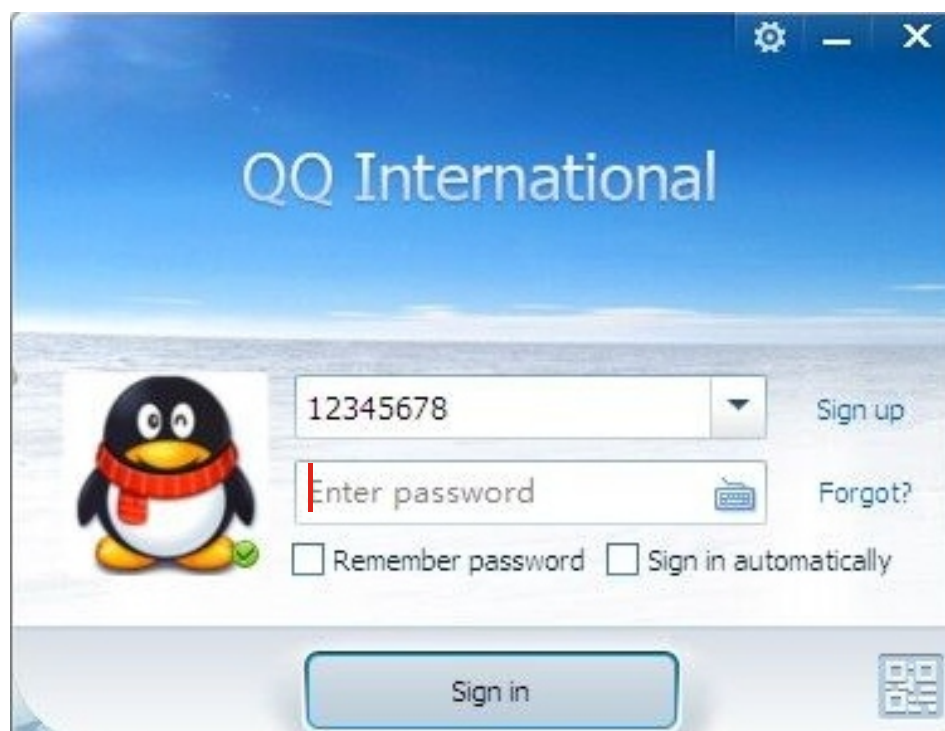 QQ International
12345678
Sign up
Enter password
Forgot?
Remember password
Sign in automatically
Sign in